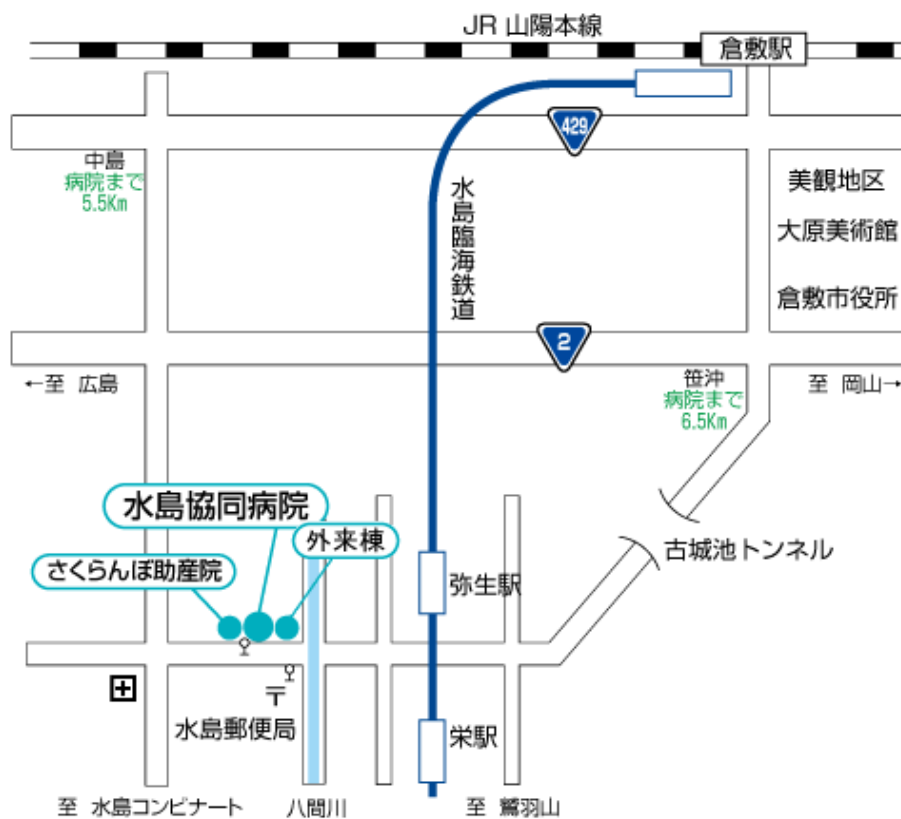 JR 山陽本線
倉敷駅
429
中島
病院まで
5.5Km
水島臨海鉄道
美観地区
大原美術館
倉敷市役所
2
←至 広島
笹沖
病院まで
6.5Km
至 岡山→
水島協同病院
外来棟
さくらんぼ助産院
古城池トンネル
弥生駅
〒
水島郵便局
栄駅
至 水島コンビナート
八間川
至 鷲羽山